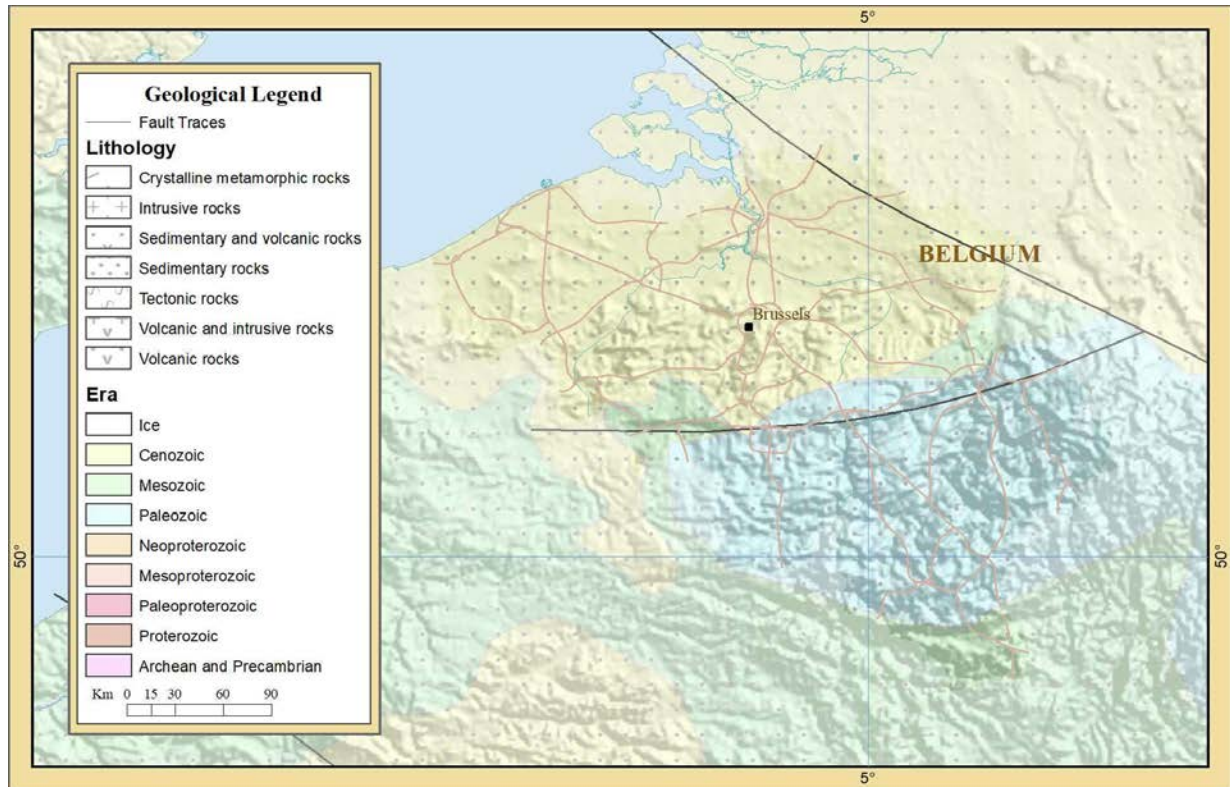 5°
Geological Legend
Fault Traces
Lithology
Crystalline metamorphic rocks
Intrusive rocks
Sedimentary and volcanic rocks
Sedimentary rocks
Tectonic rocks
Volcanic and intrusive rocks
Volcanic rocks
Era
Ice
Cenozoic
Mesozoic
Paleozoic
Neoproterozoic
Mesoproterozoic
Paleoproterozoic
Proterozoic
Archean and Precambrian
Km 0 15 30 60 90
BELGIUM
Brussels
50°
50°
5°